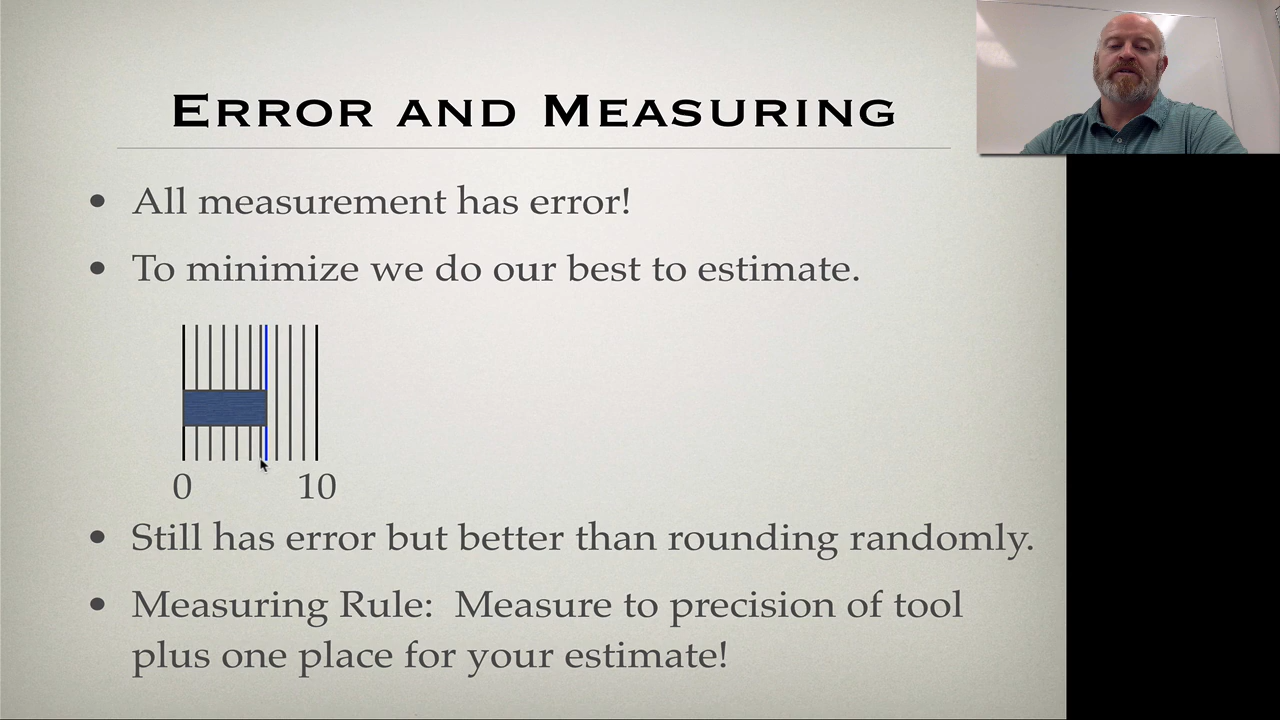 Error and Measuring
• All measurement has error!
• To minimize we do our best to estimate.
0 10
• Still has error but better than rounding randomly.
• Measuring Rule: Measure to precision of tool
plus one place for your estimate!